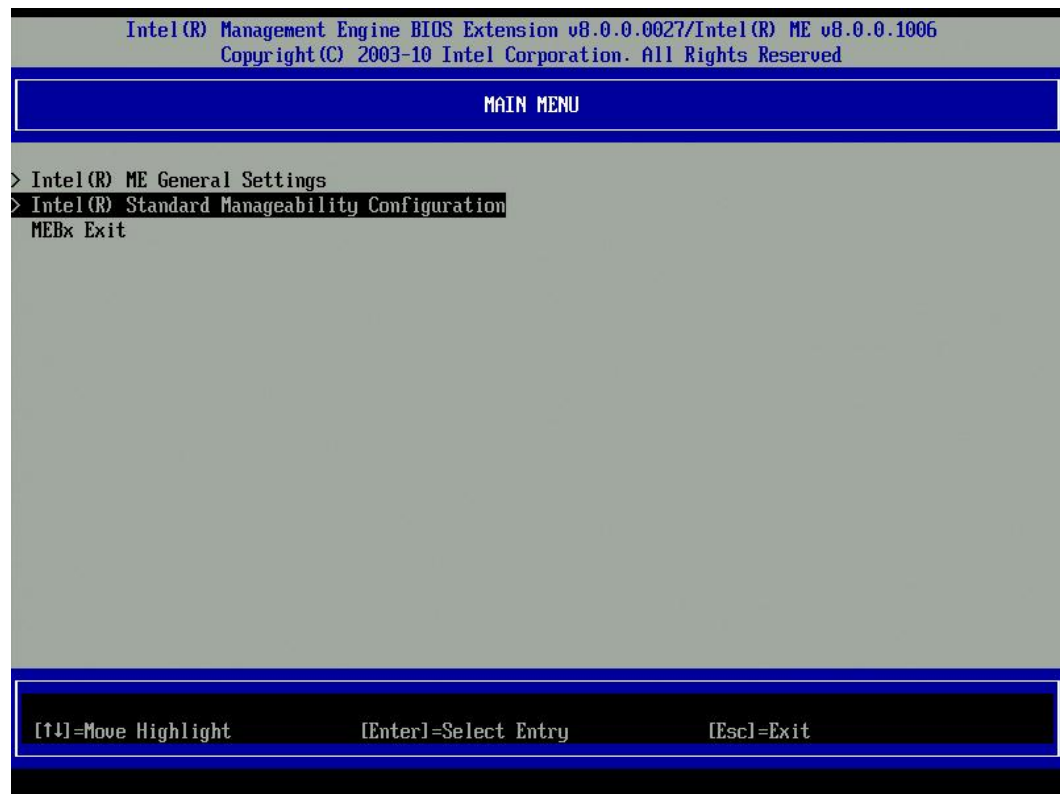 Intel(R) Management Engine BIOS Extension v8.0.0.0027/Intel(R) ME v8.0.0.1006
Copyright(C) 2003-10 Intel Corporation. All Rights Reserved
MAIN MENU
> Intel(R) ME General Settings
> Intel(R) Standard Manageability Configuration
MEBx Exit
[↑↓]=Move Highlight [Enter]=Select Entry [Esc]=Exit